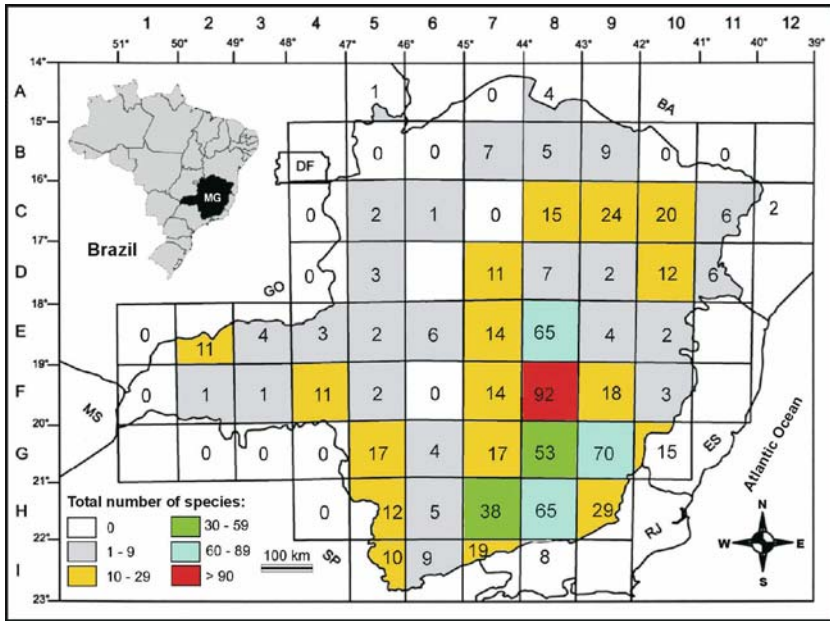 1 2 3 4 5 6 7 8 9 10 11 12
51° 50° 49° 48° 47° 46° 45° 44° 43° 42° 41° 40° 39°
14°
A 1 0 4 BA
15°
B DF 0 0 7 5 9 0 0
16°
MG
C 0 2 1 0 15 24 20 6 2
17°
Brazil
D GO 0 3 11 7 2 12 6
18°
E 0 11 4 3 2 6 14 65 4 2
19°
F MS 0 1 1 11 2 0 14 92 18 3
20°
G 0 0 0 17 4 17 53 70 15 ES Atlantic Ocean
21°
Total number of species:
H 0 12 5 38 65 29 RJ
0 30 - 59
1 - 9 60 - 89
10 - 29 > 90
22°
I SP 10 9 19 8
100 km
N
W E
S
23°